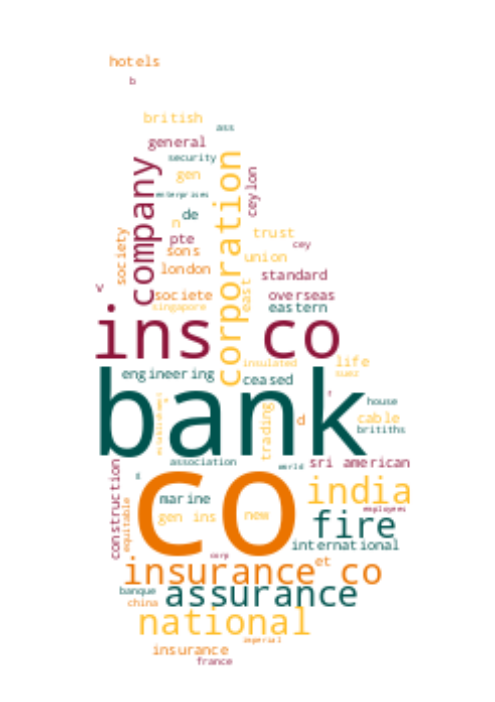 hotels
b
british
ass
general
security
gen
enterprises
company
corporation
ceylon
de
n
society
pte
sons
trust
cey
union
london
standard
v
societe
east
overseas
singapore
eastern
ins co
engineering
insulated
life
ceased
suez
bank
house
trading
d
cable
britiths
association
world
sri american
construction
co
marine
india
equitable
gen ins
new
fire
employees
international
corp
et
insurance co
banque
assurance
china
national
imperial
insurance
france